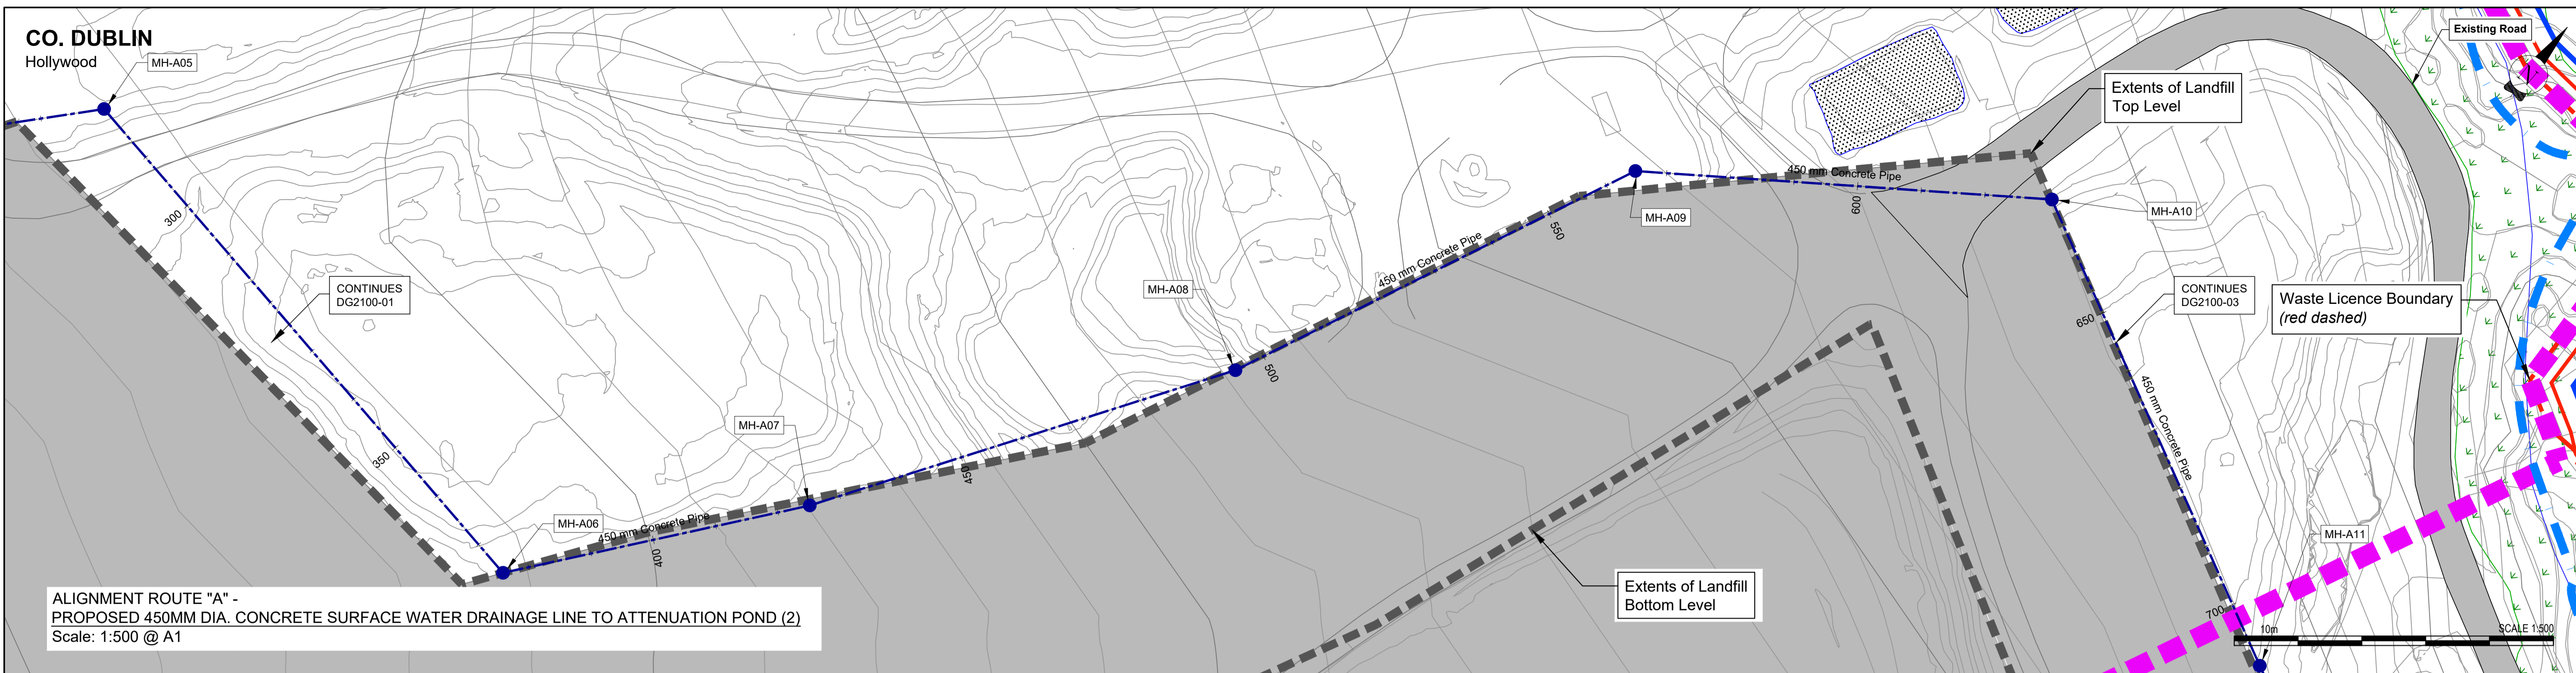 CO. DUBLIN
Hollywood
MH-A05
300
CONTINUES
DG2100-01
350
MH-A06
450 mm Concrete Pipe
400
MH-A07
450
MH-A08
500
450 mm Concrete Pipe
550
MH-A09
450 mm Concrete Pipe
600
Extents of Landfill
Top Level
MH-A10
Existing Road
CONTINUES
DG2100-03
650
Waste Licence Boundary
(red dashed)
450 mm Concrete Pipe
MH-A11
700
Extents of Landfill
Bottom Level
10m
SCALE 1:500
ALIGNMENT ROUTE "A" -
PROPOSED 450MM DIA. CONCRETE SURFACE WATER DRAINAGE LINE TO ATTENUATION POND (2)
Scale: 1:500 @ A1